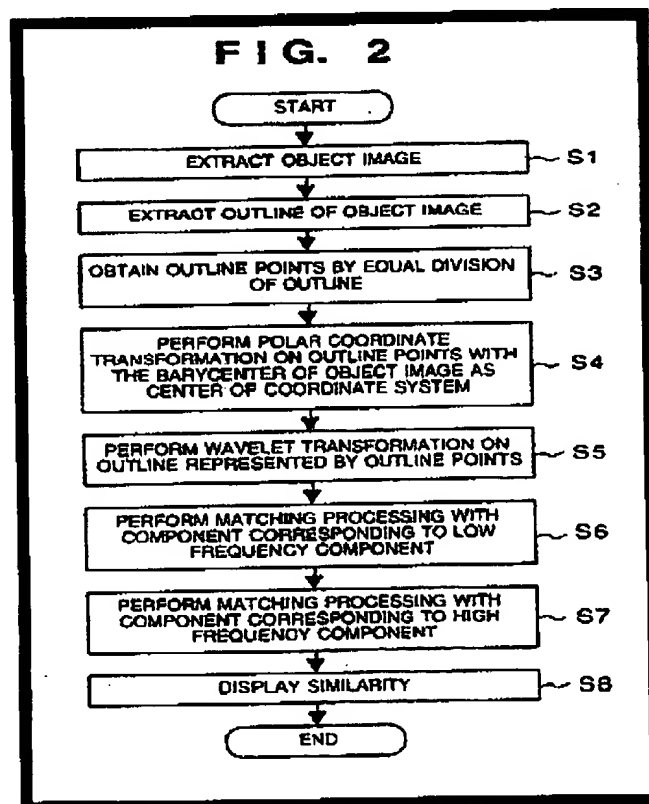 FIG. 2
START
EXTRACT OBJECT IMAGE
S1
EXTRACT OUTLINE OF OBJECT IMAGE
S2
OBTAIN OUTLINE POINTS BY EQUAL DIVISION
OF OUTLINE
S3
PERFORM POLAR COORDINATE
TRANSFORMATION ON OUTLINE POINTS WITH
THE BARYCENTER OF OBJECT IMAGE AS
CENTER OF COORDINATE SYSTEM
S4
PERFORM WAVELET TRANSFORMATION ON
OUTLINE REPRESENTED BY OUTLINE POINTS
S5
PERFORM MATCHING PROCESSING WITH
COMPONENT CORRESPONDING TO LOW
FREQUENCY COMPONENT
S6
PERFORM MATCHING PROCESSING WITH
COMPONENT CORRESPONDING TO HIGH
FREQUENCY COMPONENT
S7
DISPLAY SIMILARITY
S8
END